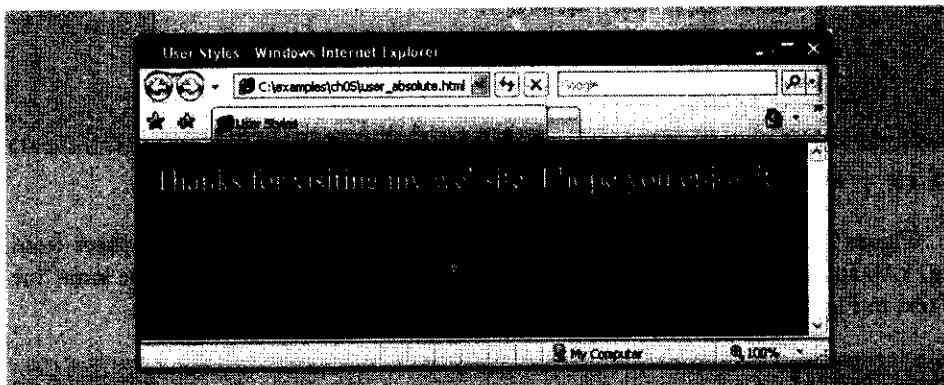 User Styles - Windows Internet Explorer
C:\examples\ch05\user_absolute.html
Google
User Styles
Thanks for visiting my web site. I hope you enjoy it.
My Computer
100%